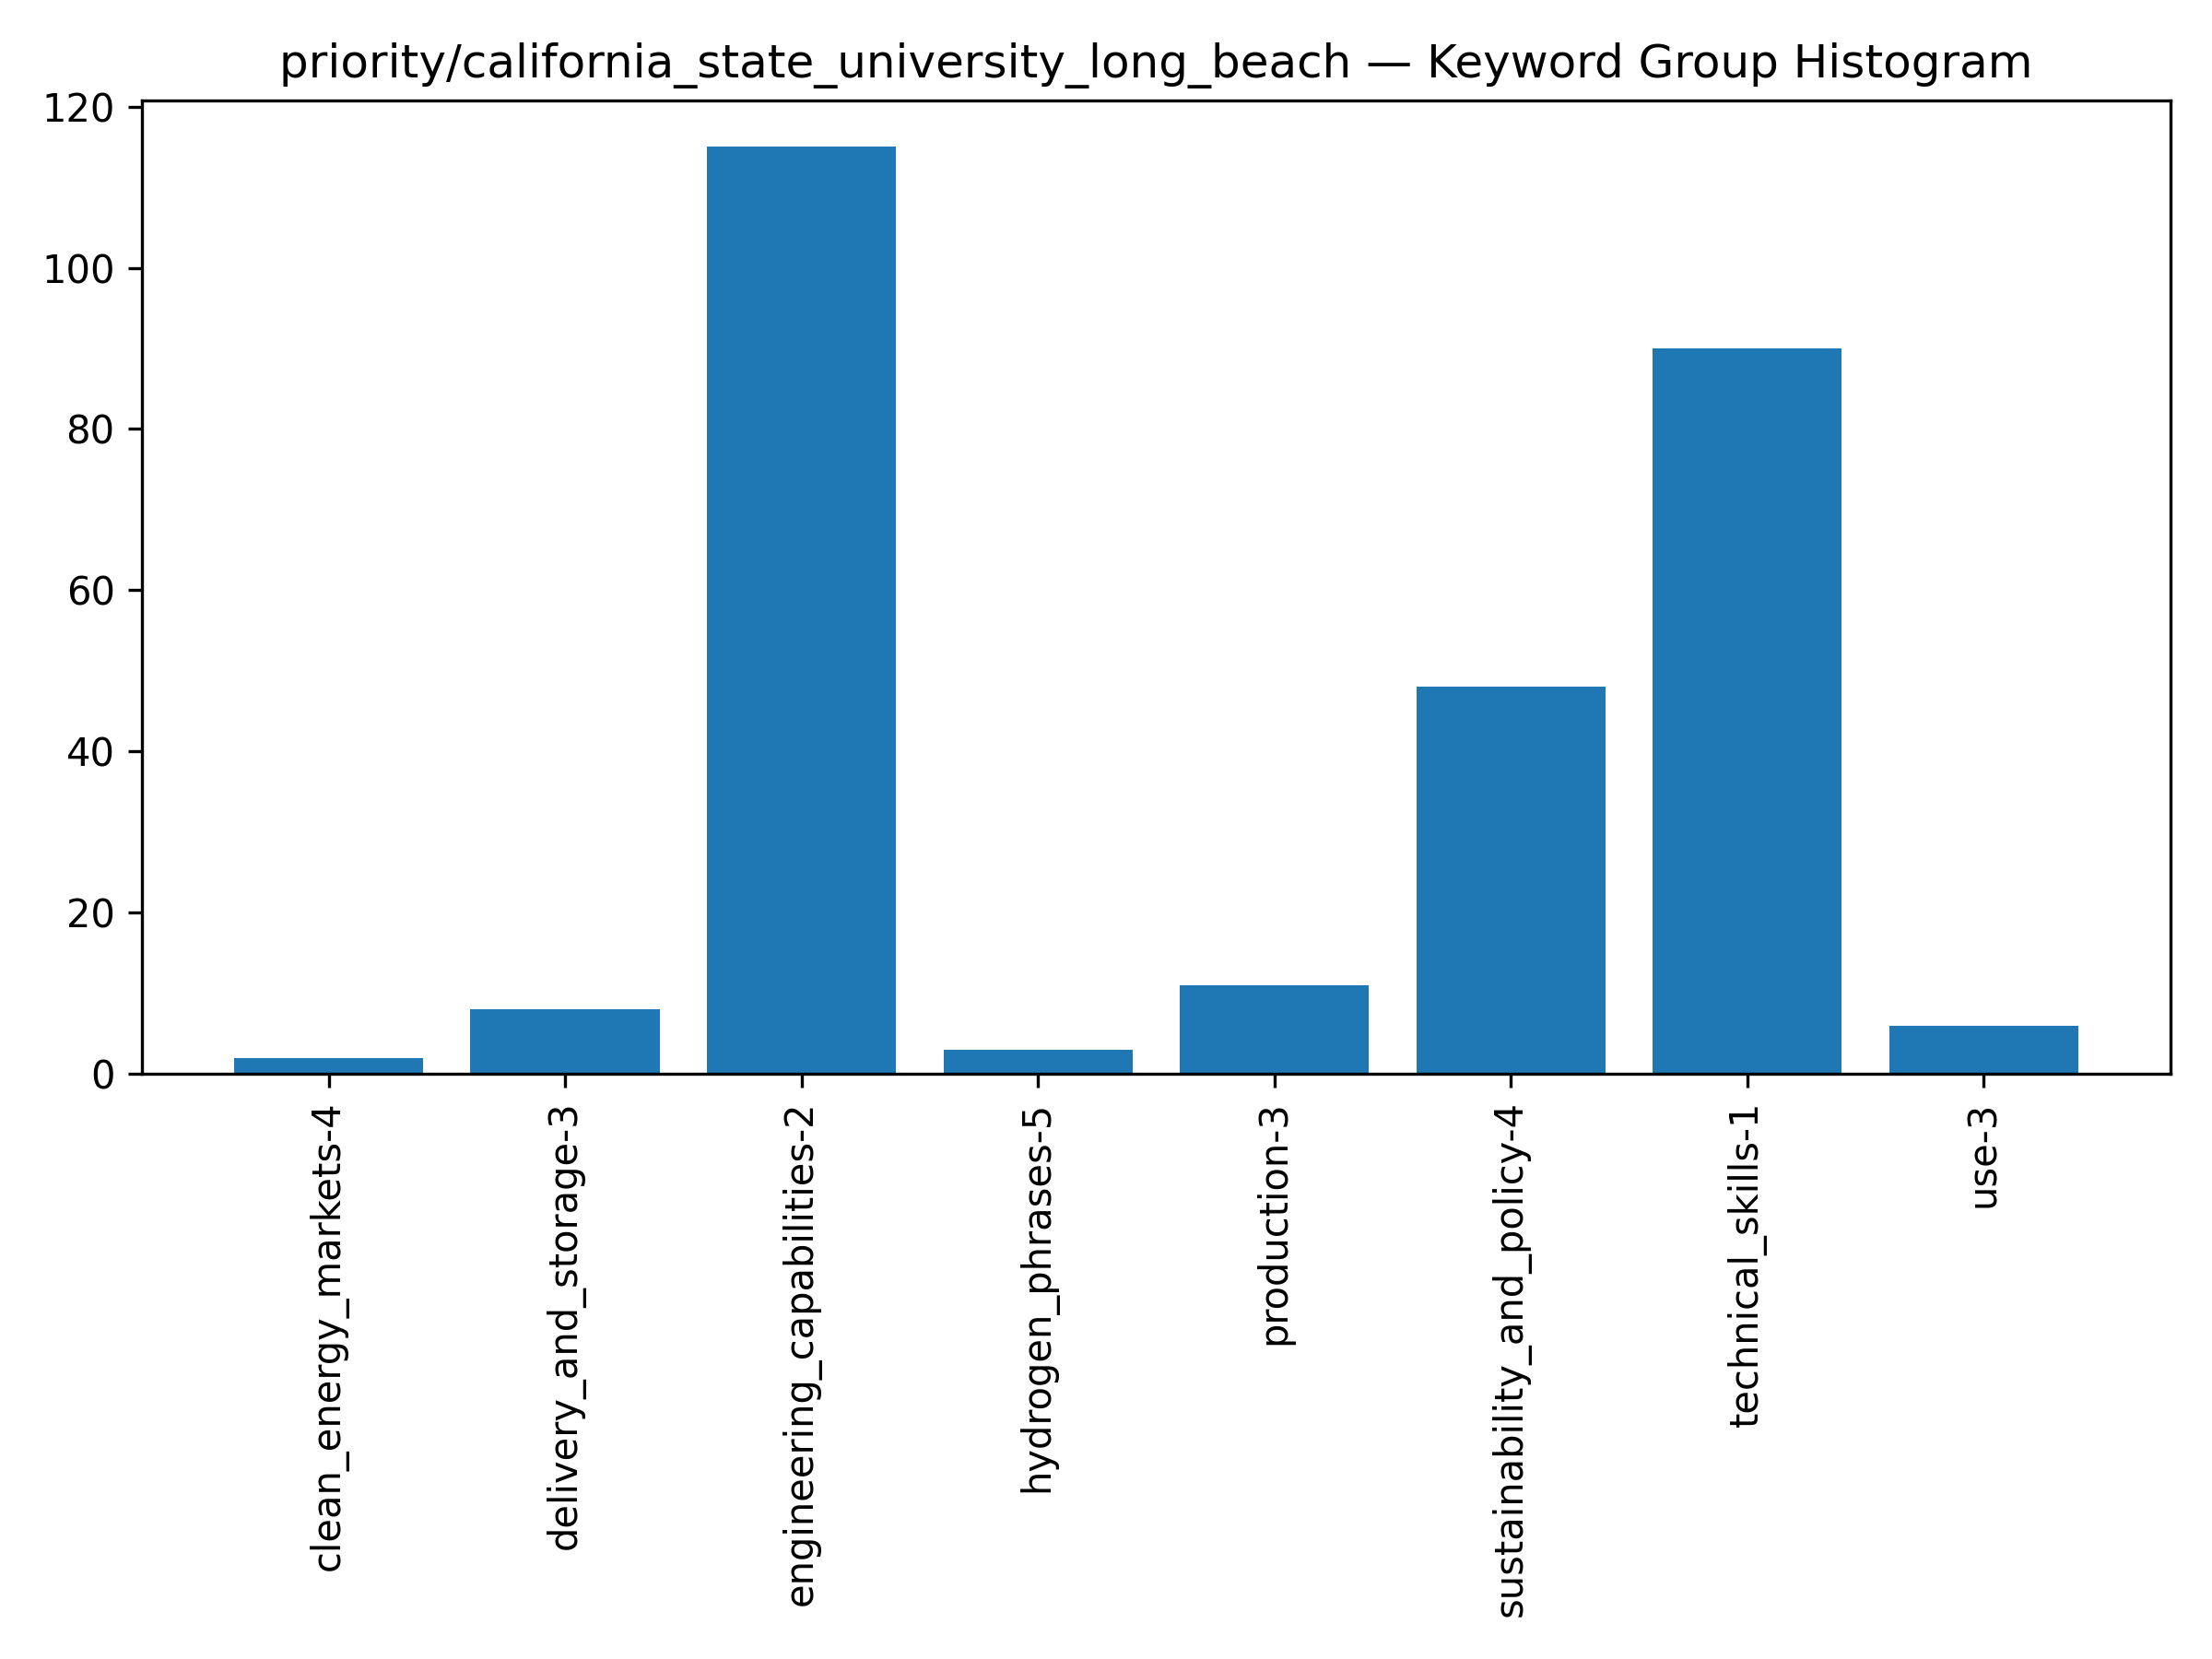 priority/california_state_university_long_beach — Keyword Group Histogram
120
100
80
60
40
20
0
clean_energy_markets-4
delivery_and_storage-3
engineering_capabilities-2
hydrogen_phrases-5
production-3
sustainability_and_policy-4
technical_skills-1
use-3